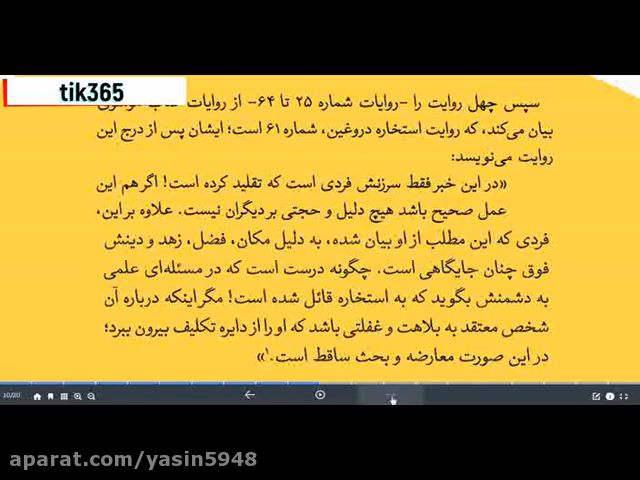 tik365
سپس چهل روایت را -روایات شماره ۲۵ تا ۶۴- از روایات
بیان می‌کند، که روایت استخاره دروغین، شماره ۶۱ است؛ ایشان پس از درج این
روایت می‌نویسد:
«در این خبر فقط سرزنش فردی است که تقلید کرده است! اگر هم این
عمل صحیح باشد هیچ دلیل و حجتی بر دیگران نیست. علاوه بر این،
فردی که این مطلب از او بیان شده، به دلیل مکان، فضل، زهد و دینش
فوق چنان جایگاهی است. چگونه درست است که در مسئله‌ای علمی
به دشمنش بگوید که به استخاره قائل شده است! مگر اینکه درباره آن
شخص معتقد به بلاهت و غفلتی باشد که او را از دایره تکلیف بیرون ببرد؛
در این صورت معارضه و بحث ساقط است.¹»
10/20
aparat.com/yasin5948